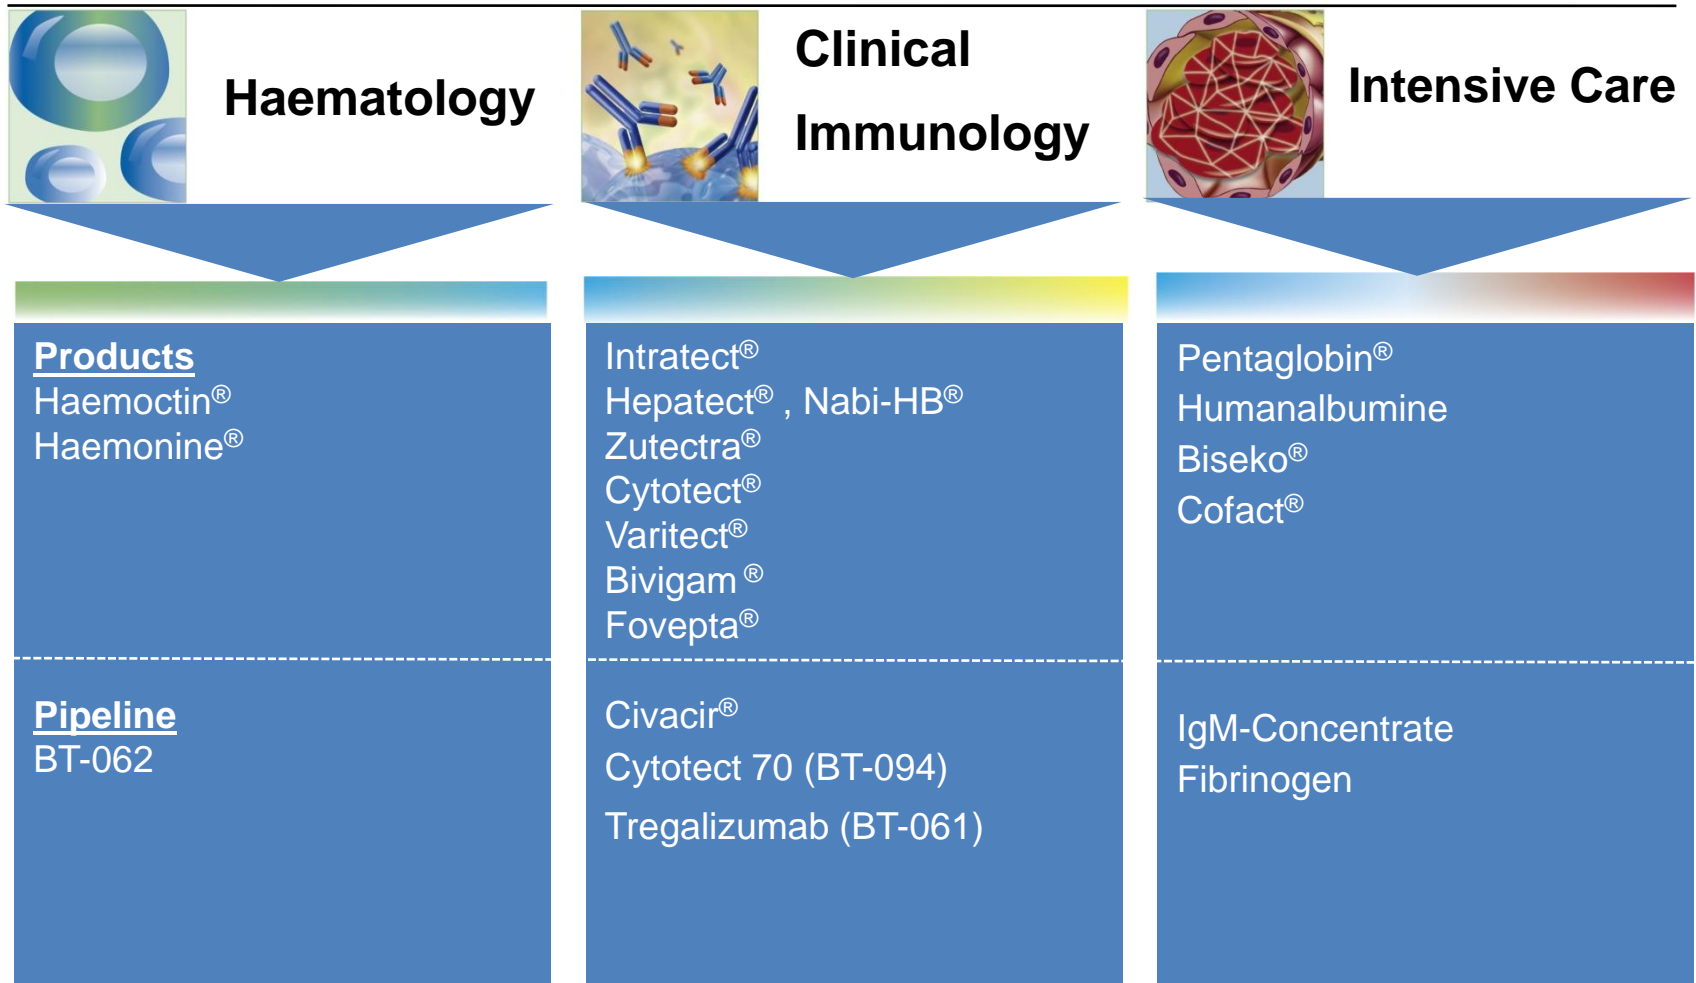 Haematology
Clinical
Immunology
Intensive Care
Products
Haemoctin®
Haemonine®
Pipeline
BT-062
Intratect®
Hepatect® , Nabi-HB®
Zutectra®
Cytotect®
Varitect®
Bivigam ®
Fovepta®
Civacir®
Cytotect 70 (BT-094)
Tregalizumab (BT-061)
Pentaglobin®
Humanalbumine
Biseko®
Cofact®
IgM-Concentrate
Fibrinogen